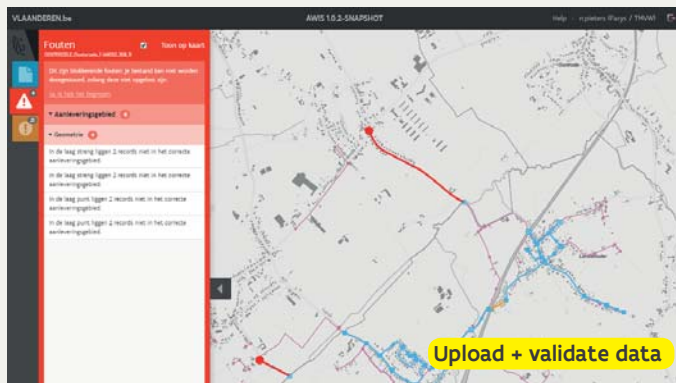 VLAANDEREN.be
AWIS 1.0.2-SNAPSHOT
Help
Fouten
Toon op kaart
Dit zijn blokkerende fouten; je bestand kan niet worden
doorgestuurd, zolang deze niet opgelost zijn.
Aanleveringsgebied
Geometrie
In de laag streng liggen 2 records niet in het correcte
aanleveringsgebied.
In de laag streng liggen 2 records niet in het correcte
aanleveringsgebied.
In de laag punt liggen 2 records niet in het correcte
aanleveringsgebied.
In de laag punt liggen 2 records niet in het correcte
aanleveringsgebied.
Upload + validate data